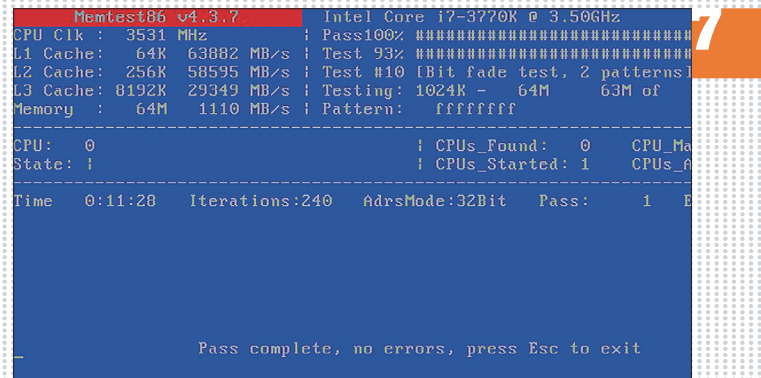 Memtest86 v4.3.7 Intel Core i7-3770K @ 3.50GHz
CPU Clk : 3531 MHz | Pass100% ###########################
L1 Cache: 64K 63882 MB/s | Test 93% ###########################
L2 Cache: 256K 58595 MB/s | Test #10 [Bit fade test, 2 patterns]
L3 Cache: 8192K 29349 MB/s | Testing: 1024K - 64M 63M of
Memory : 64M 1110 MB/s | Pattern: ffffffff
CPU: 0 | CPUs_Found: 0 CPU_Ma
State: | | CPUs_Started: 1 CPUs_A
Time 0:11:28 Iterations:240 AdrsMode:32Bit Pass: 1 E
Pass complete, no errors, press Esc to exit
7